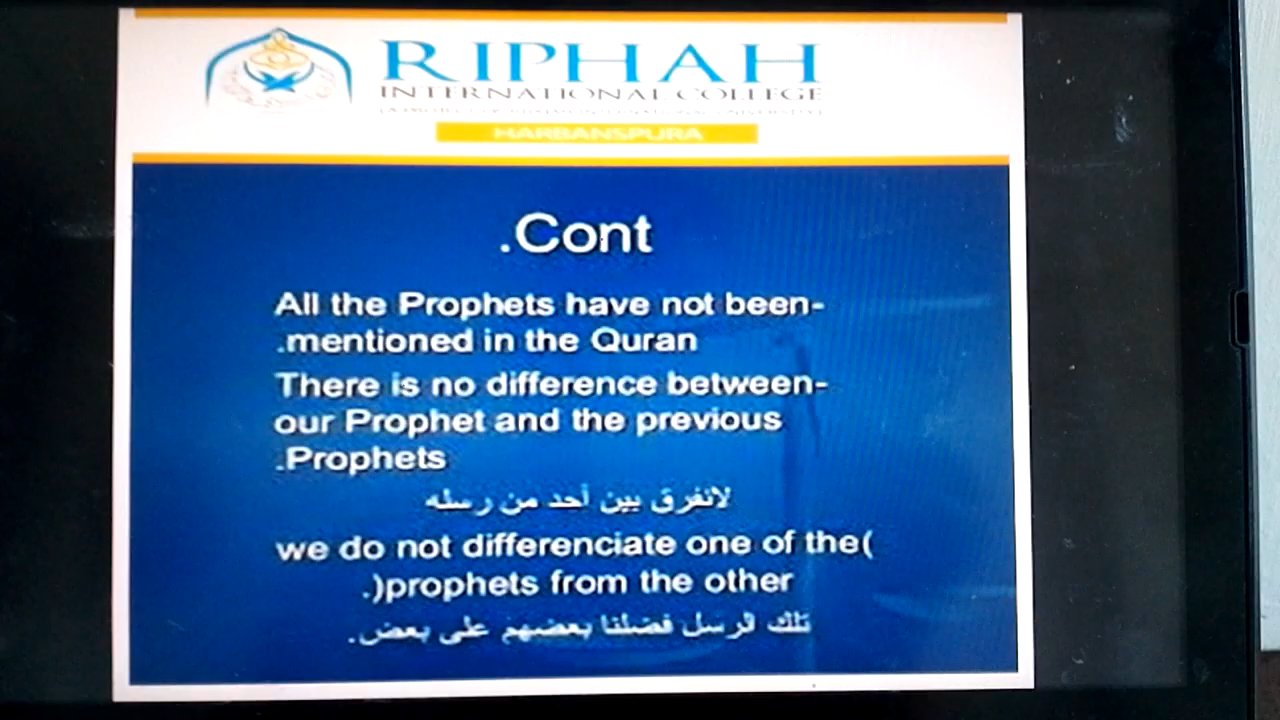 RIPHAH
INTERNATIONAL COLLEGE
HARBANSPURA
.Cont
All the Prophets have not been-
.mentioned in the Quran
There is no difference between-
our Prophet and the previous
.Prophets
لانفرق بين أحد من رسله
we do not differenciate one of the(
.)prophets from the other
تلك الرسل فضلنا بعضهم على بعض.